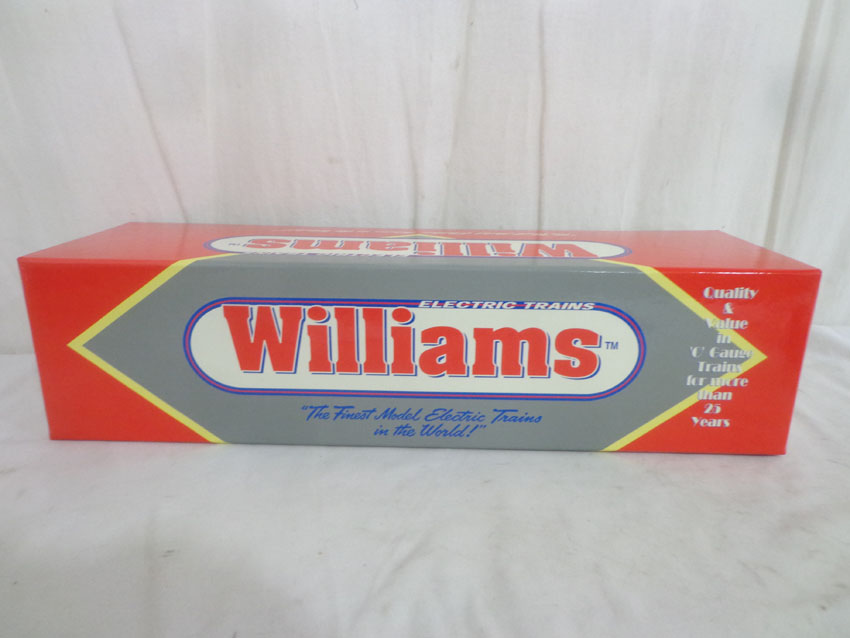 Williams
ELECTRIC TRAINS
Williams™
"The Finest Model Electric Trains
in the World!"
Quality
&
Value
in
'O' Gauge
Trains
for more
than
25
Years